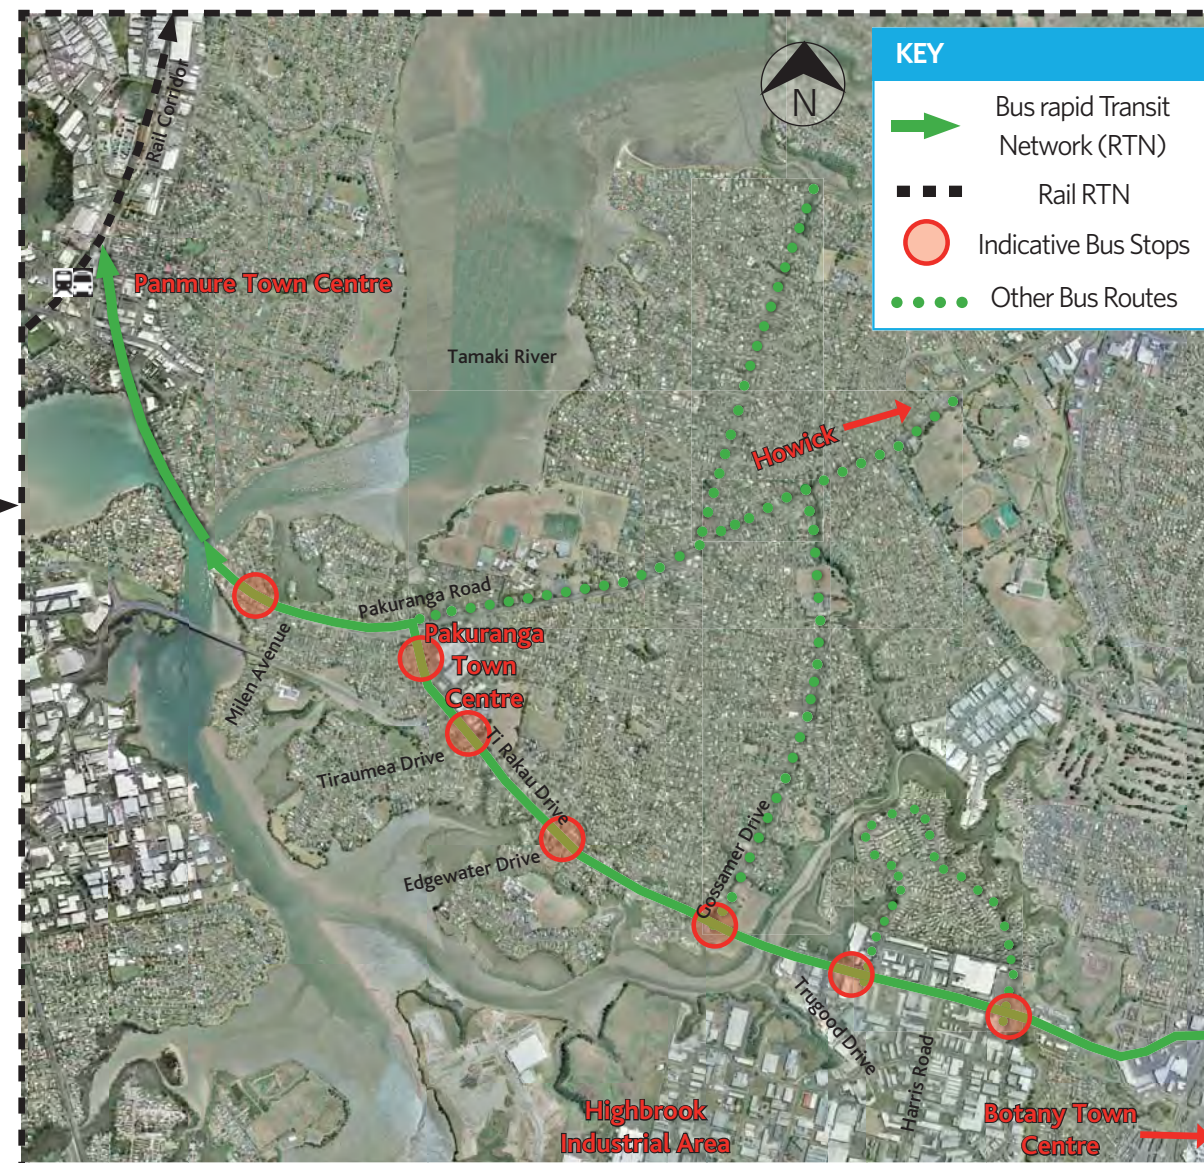 KEY
Bus rapid Transit
Network (RTN)
Rail RTN
Indicative Bus Stops
Other Bus Routes
N
Rail Corridor
Panmure Town Centre
Tamaki River
Howick
Pakuranga Road
Pakuranga
Town
Centre
Milen Avenue
Tiraumea Drive
Ti Rakau Drive
Edgewater Drive
Gossamer Drive
Trugood Drive
Harris Road
Highbrook
Industrial Area
Botany Town
Centre